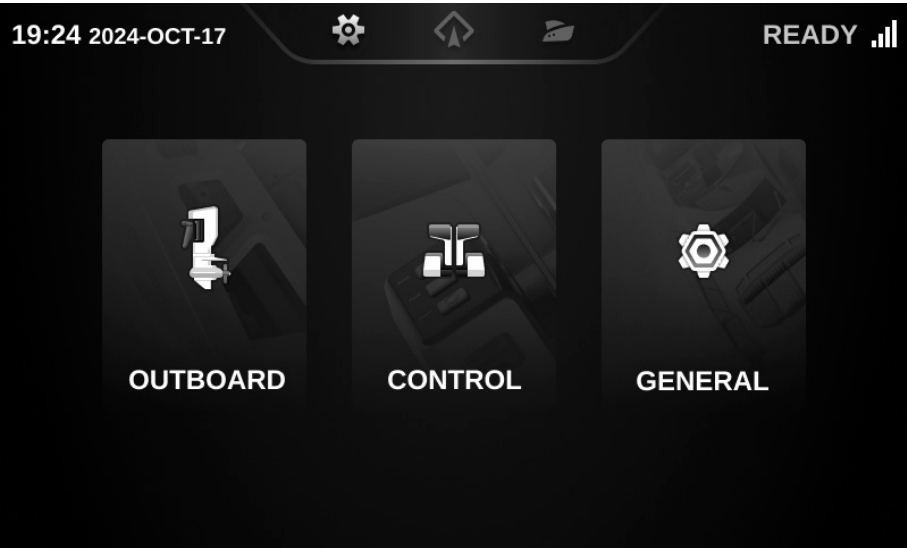 19:24 2024-OCT-17
READY
OUTBOARD
CONTROL
GENERAL